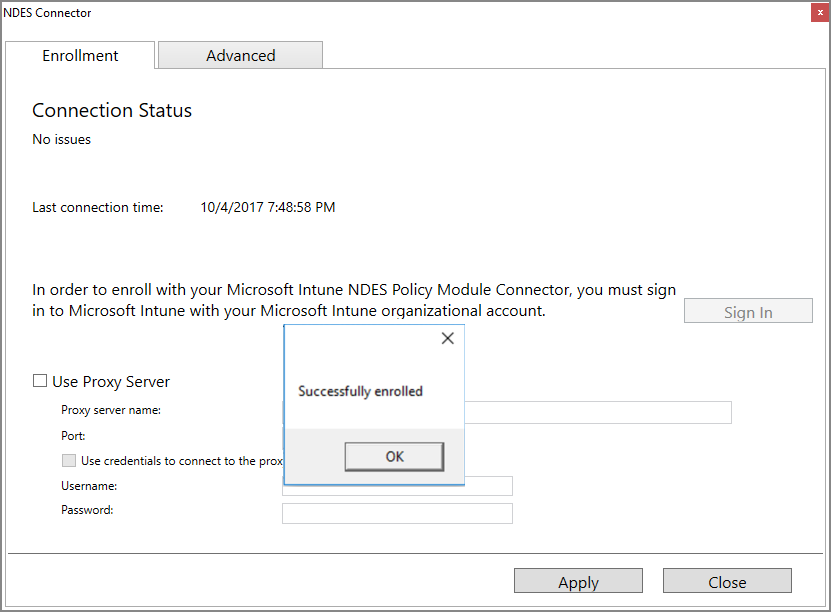 NDES Connector
x
Enrollment
Advanced
Connection Status
No issues
Last connection time: 10/4/2017 7:48:58 PM
In order to enroll with your Microsoft Intune NDES Policy Module Connector, you must sign
in to Microsoft Intune with your Microsoft Intune organizational account.
Sign In
Successfully enrolled
OK
Use Proxy Server
Proxy server name:
Port:
Use credentials to connect to the prox
Username:
Password:
Apply
Close